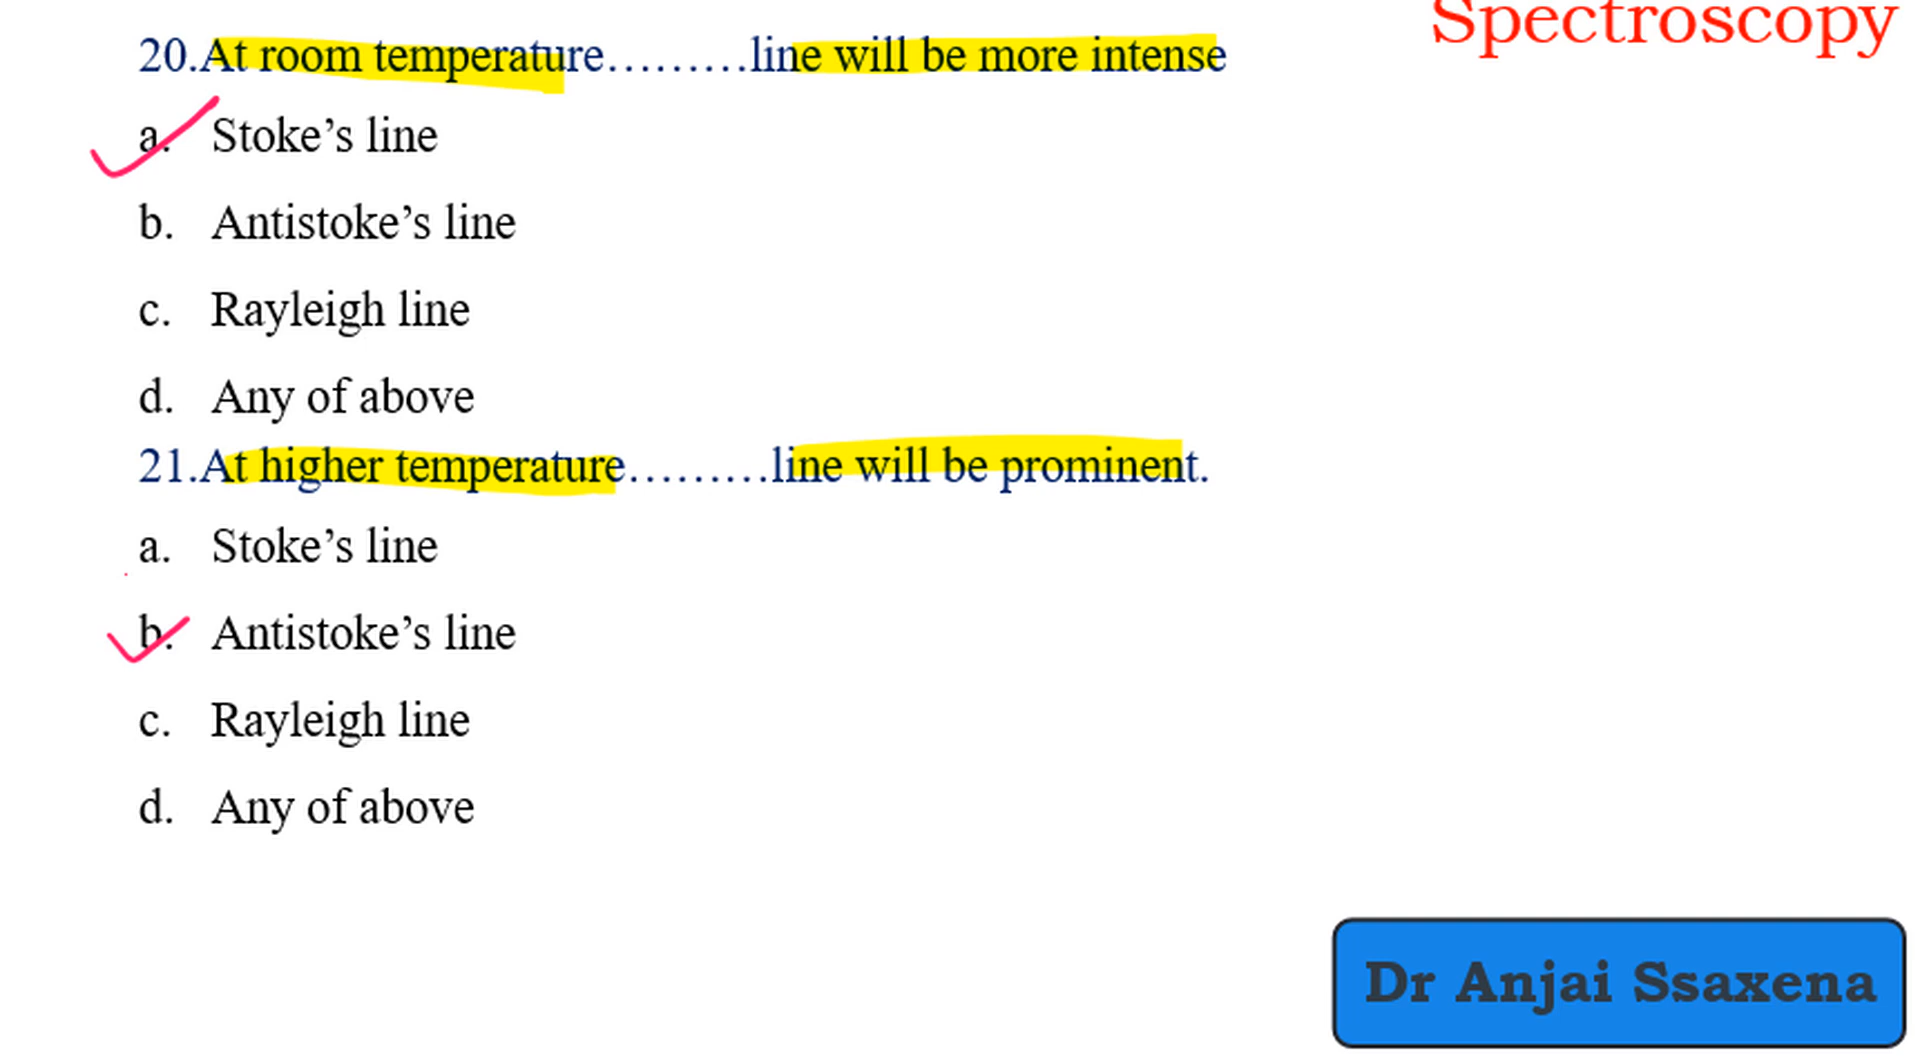 Spectroscopy
20.At room temperature.........line will be more intense
a. Stoke’s line
b. Antistoke’s line
c. Rayleigh line
d. Any of above
21.At higher temperature.........line will be prominent.
a. Stoke’s line
b. Antistoke’s line
c. Rayleigh line
d. Any of above
Dr Anjai Ssaxena